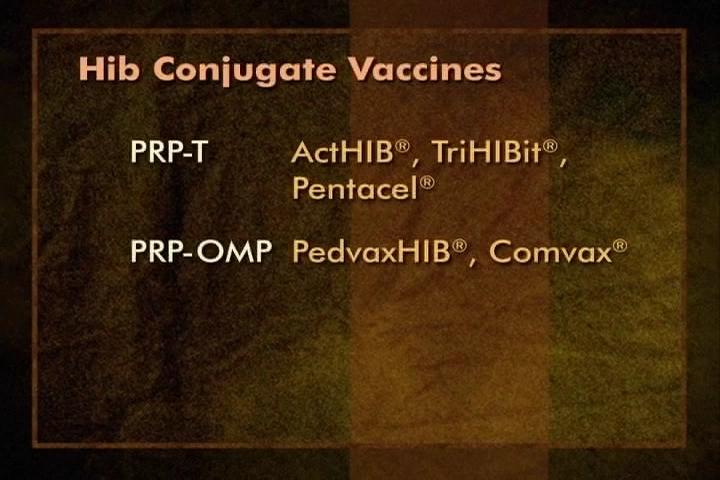 Hib Conjugate Vaccines
PRP-T ActHIB®, TriHIBit®,
Pentacel®
PRP-OMP PedvaxHIB®, Comvax®